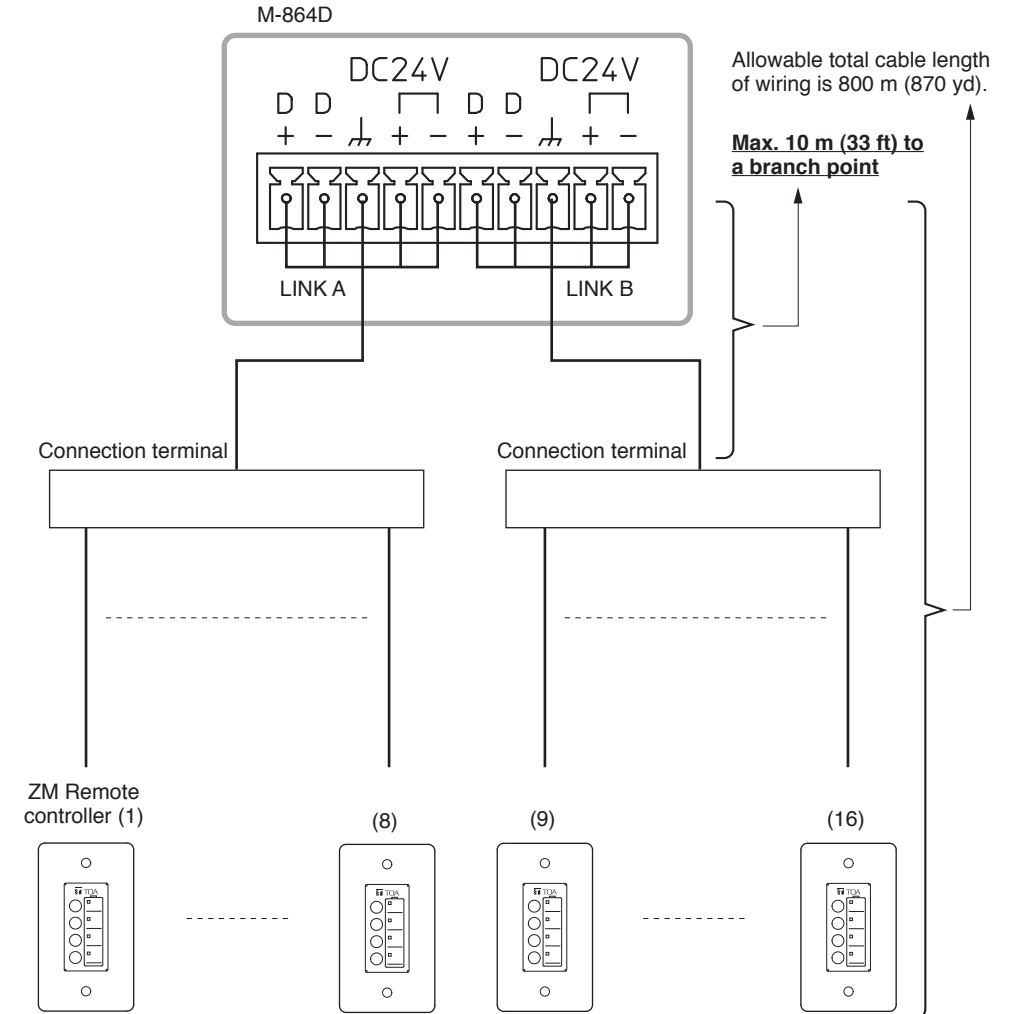 M-864D
DC24V DC24V
D D D D
+ − + − + − + −
LINK A LINK B
Allowable total cable length
of wiring is 800 m (870 yd).
Max. 10 m (33 ft) to
a branch point
Connection terminal
Connection terminal
ZM Remote
controller (1)
(8)
(9)
(16)
TOA
TOA
TOA
TOA